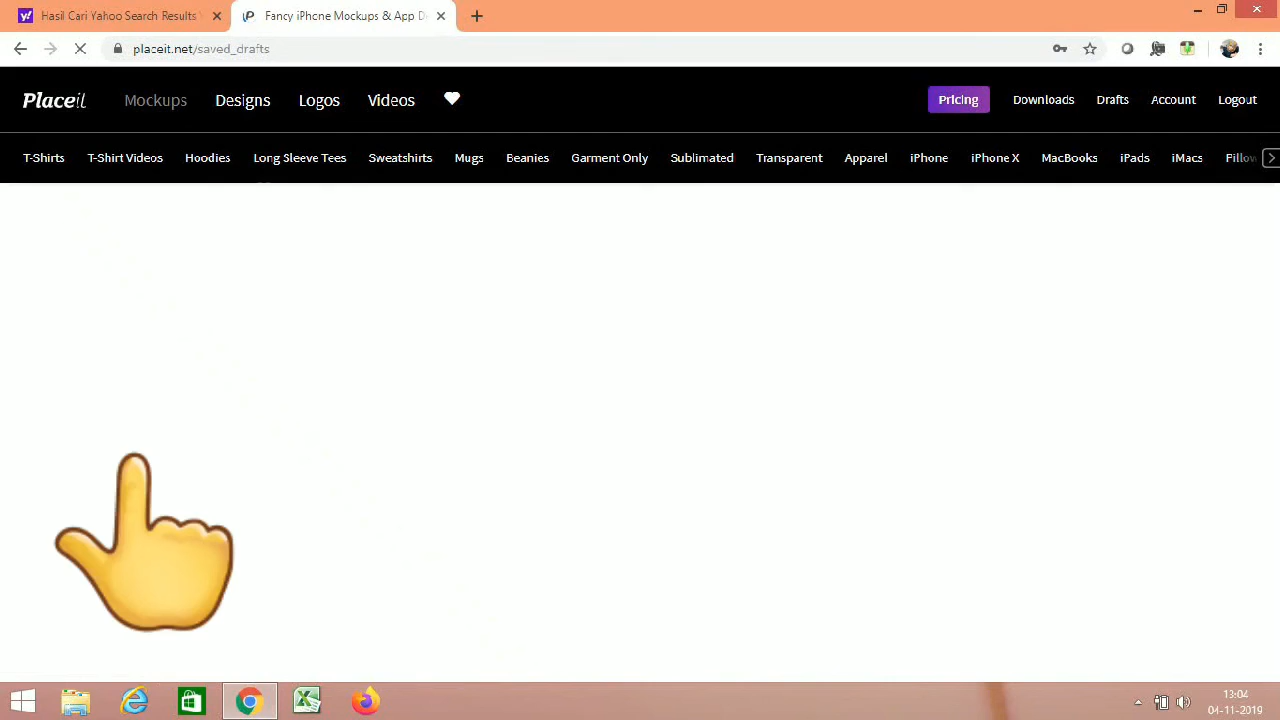 Hasil Cari Yahoo Search Results
Fancy iPhone Mockups & App D
placeit.net/saved_drafts
Placeit
Mockups
Designs
Logos
Videos
Pricing
Downloads
Drafts
Account
Logout
T-Shirts
T-Shirt Videos
Hoodies
Long Sleeve Tees
Sweatshirts
Mugs
Beanies
Garment Only
Sublimated
Transparent
Apparel
iPhone
iPhone X
MacBooks
iPads
iMacs
Pillow
13:04
04-11-2019